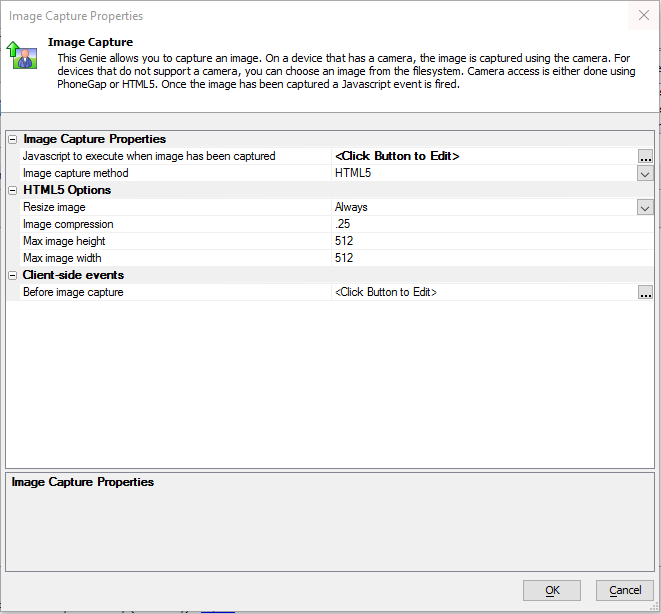 Image Capture Properties
Image Capture
This Genie allows you to capture an image. On a device that has a camera, the image is captured using the camera. For
devices that do not support a camera, you can choose an image from the filesystem. Camera access is either done using
PhoneGap or HTML5. Once the image has been captured a Javascript event is fired.
Image Capture Properties
Javascript to execute when image has been captured <Click Button to Edit> ...
Image capture method HTML5
HTML5 Options
Resize image Always
Image compression .25
Max image height 512
Max image width 512
Client-side events
Before image capture <Click Button to Edit> ...
Image Capture Properties
OK Cancel